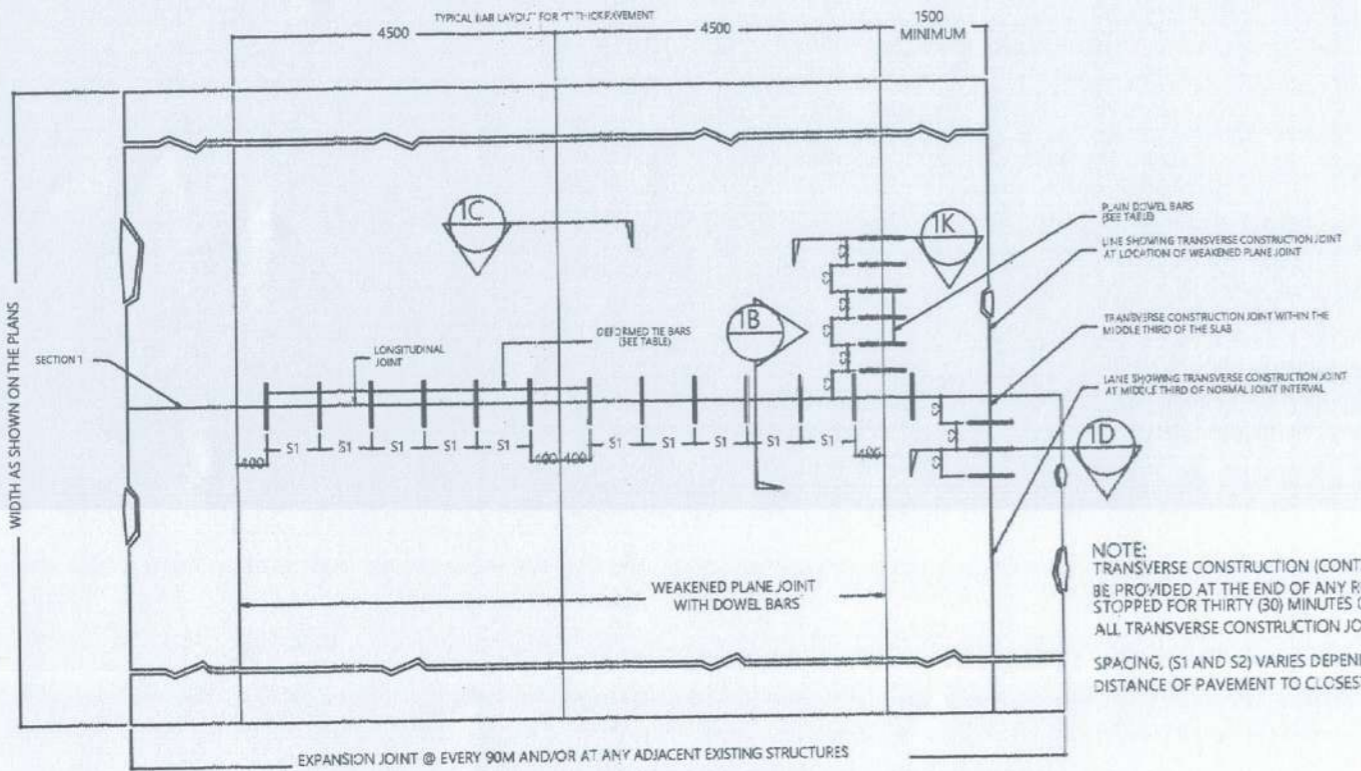 TYPICAL BAR LAYOUT FOR "T" THICK PAVEMENT
4500
4500
1500
MINIMUM
WIDTH AS SHOWN ON THE PLANS
1C
1K
PLAIN DOWEL BARS
(SEE TABLE)
LINE SHOWING TRANSVERSE CONSTRUCTION JOINT
AT LOCATION OF WEAKENED PLANE JOINT
S2
S2
S2
S2
1B
DEFORMED TIE BARS
(SEE TABLE)
LONGITUDINAL
JOINT
SECTION 1
TRANSVERSE CONSTRUCTION JOINT WITHIN THE
MIDDLE THIRD OF THE SLAB
LANE SHOWING TRANSVERSE CONSTRUCTION JOINT
AT MIDDLE THIRD OF NORMAL JOINT INTERVAL
S2
S2
1D
400
S1
S1
S1
S1
S1
400
400
S1
S1
S1
S1
S1
400
WEAKENED PLANE JOINT
WITH DOWEL BARS
NOTE:
TRANSVERSE CONSTRUCTION (CONT
BE PROVIDED AT THE END OF ANY
STOPPED FOR THIRTY (30) MINUTES
ALL TRANSVERSE CONSTRUCTION JO
SPACING, (S1 AND S2) VARIES DEPEN
DISTANCE OF PAVEMENT TO CLOSES
EXPANSION JOINT @ EVERY 90M AND/OR AT ANY ADJACENT EXISTING STRUCTURES